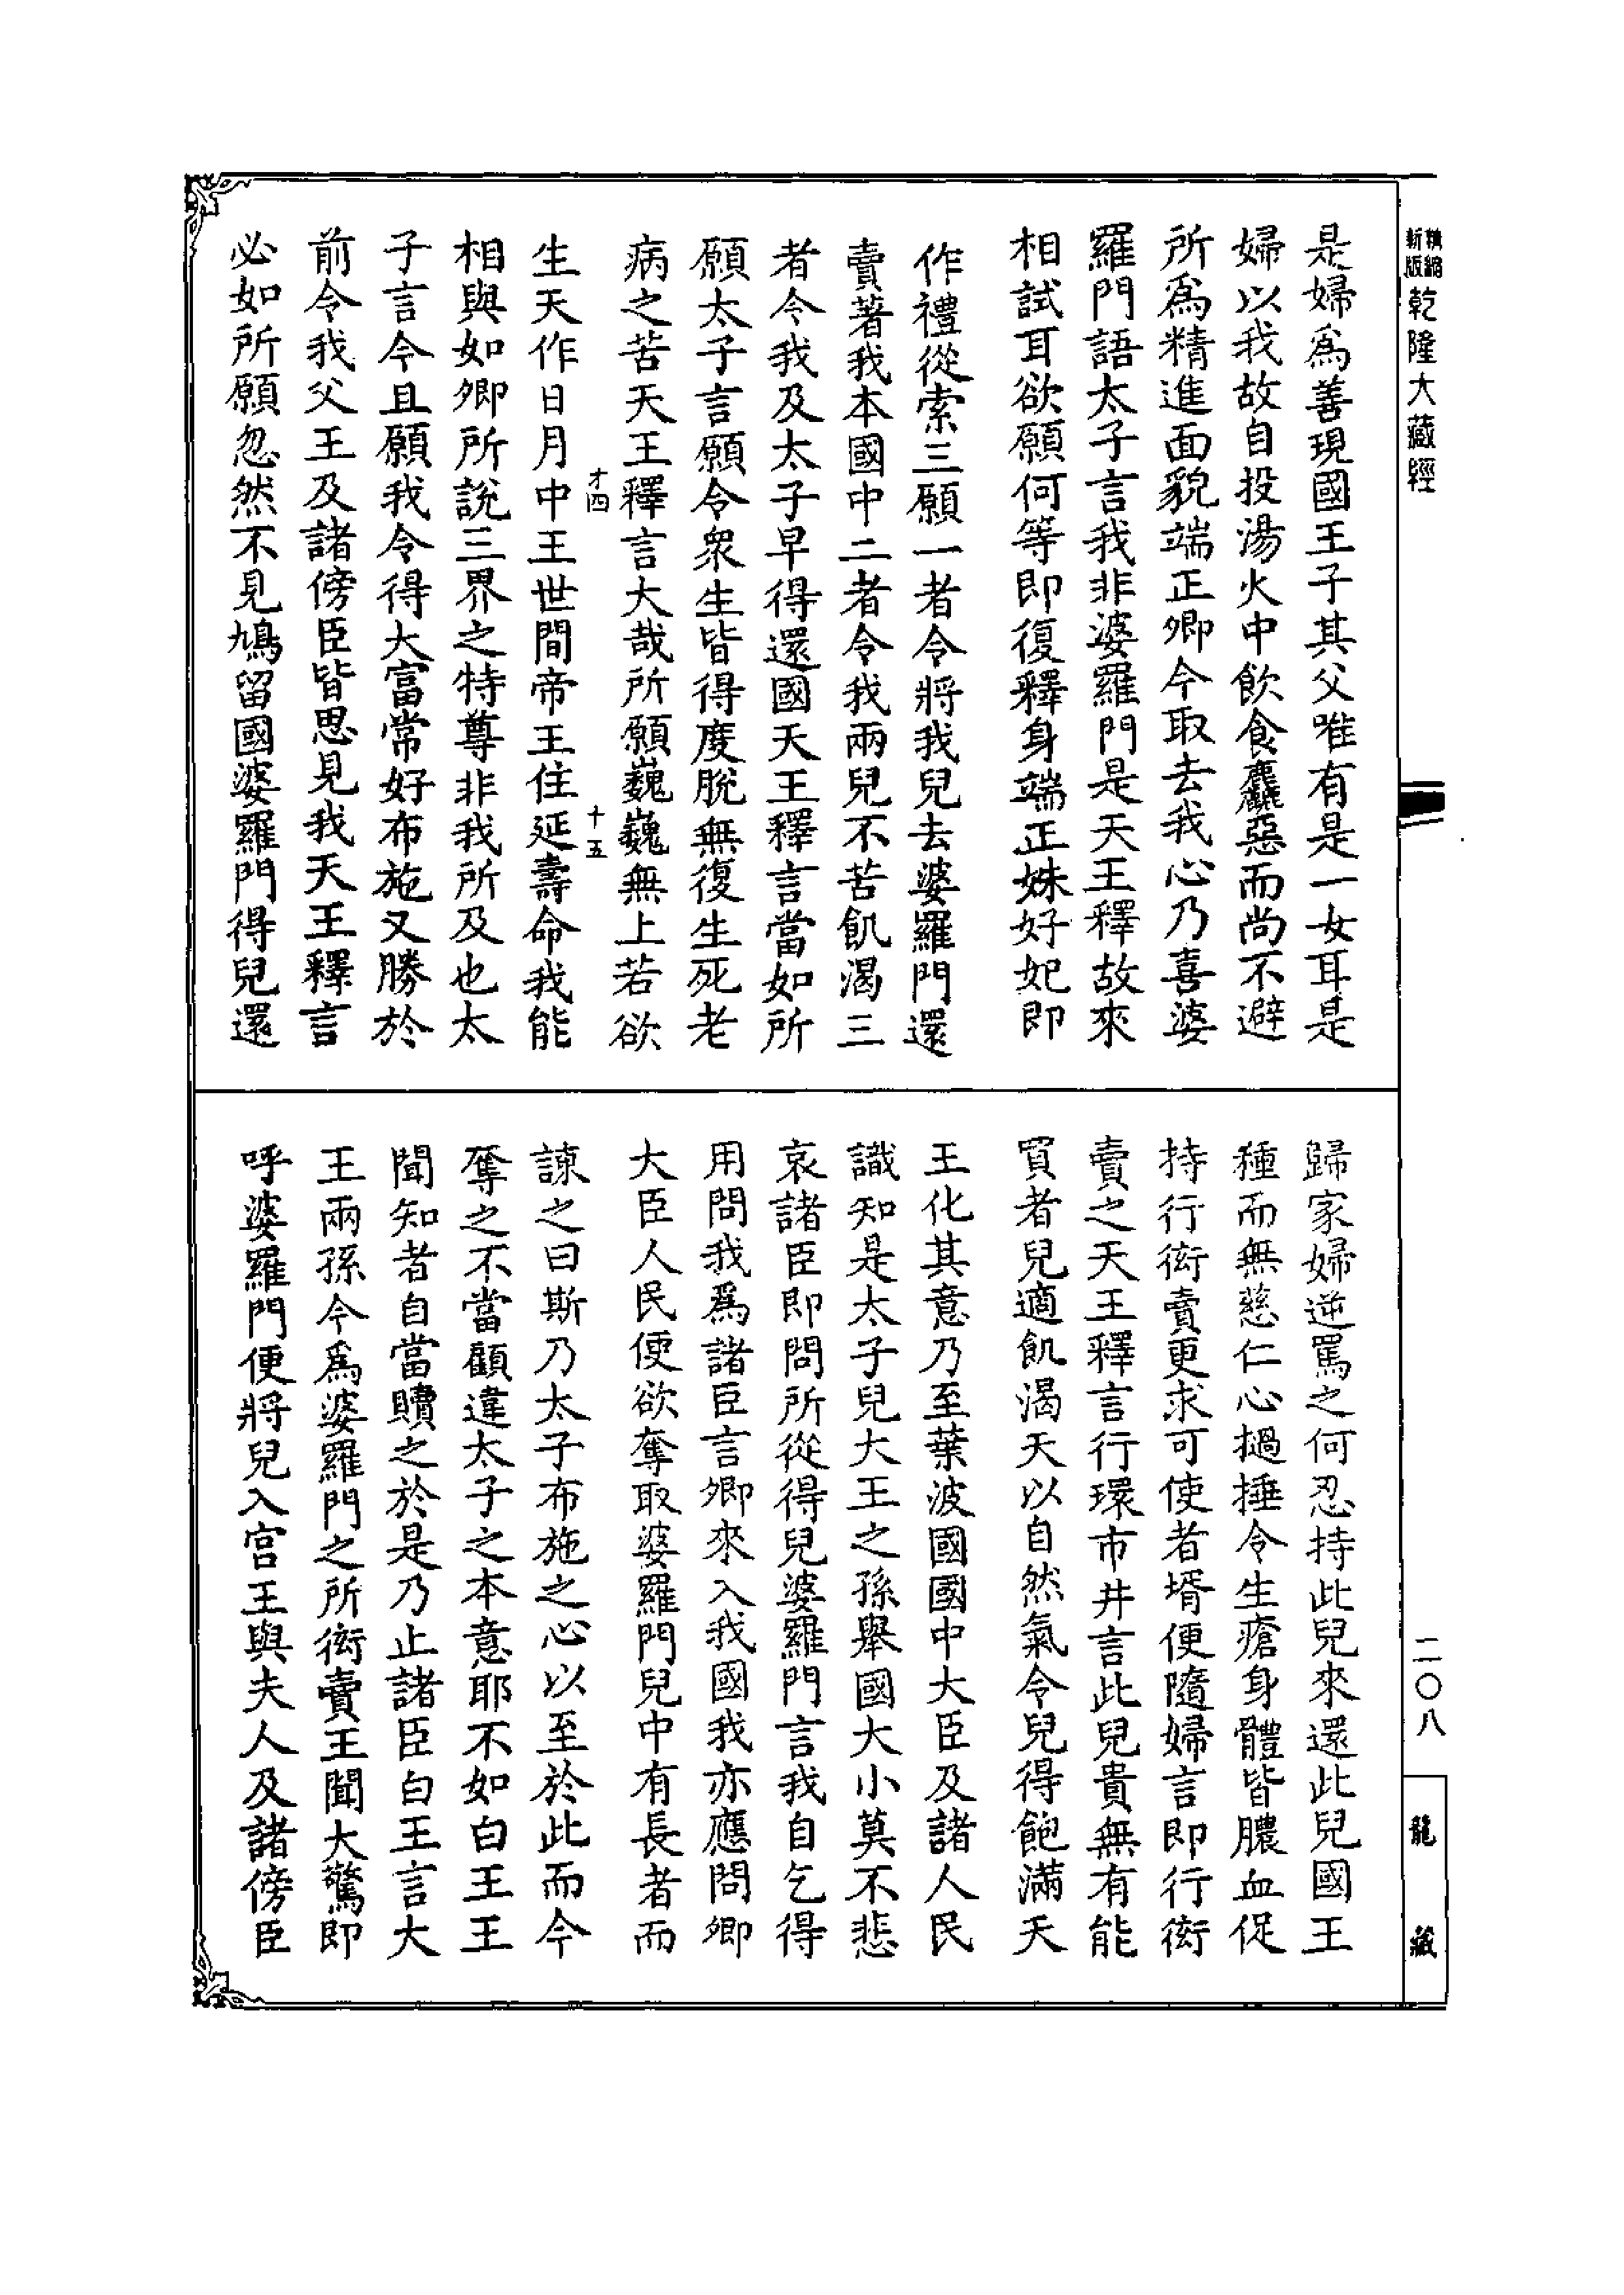 新版
精縮
乾隆大藏經
是婦為善現國王子其父唯有是一女耳是
婦以我故自投湯火中飲食麤惡而尚不避
所為精進面貌端正卿今取去我心乃喜婆
羅門語太子言我非婆羅門是天王釋故來
相試耳欲願何等即復釋身端正姝好妃即
作禮從索三願一者令將我兒去婆羅門還
賣著我本國中二者令我兩兒不苦飢渴三
者令我及太子早得還國天王釋言當如所
願太子言願令眾生皆得度脫無復生死老
病之苦天王釋言大哉所願巍巍無上若欲
才四
十五
生天作日月中王世間帝王住延壽命我能
相與如卿所說三界之特尊非我所及也太
子言今且願我令得大富常好布施又勝於
前令我父王及諸傍臣皆思見我天王釋言
必如所願忽然不見鳩留國婆羅門得兒還
歸家婦逆罵之何忍持此兒來還此兒國王
種而無慈仁心撾捶令生瘡身體皆膿血促
持行衒賣更求可使者壻便隨婦言即行衒
賣之天王釋言行環市井言此兒貴無有能
買者兒適飢渴天以自然氣令兒得飽滿天
王化其意乃至葉波國國中大臣及諸人民
識知是太子兒大王之孫舉國大小莫不悲
哀諸臣即問所從得兒婆羅門言我自乞得
用問我為諸臣言卿來入我國我亦應問卿
大臣人民便欲奪取婆羅門兒中有長者而
諫之曰斯乃太子布施之心以至於此而今
奪之不當顧違太子之本意耶不如白王王
聞知者自當贖之於是乃止諸臣白王言大
王兩孫今為婆羅門之所衒賣王聞大驚即
呼婆羅門便將兒入宮王與夫人及諸傍臣
二〇八
龍藏